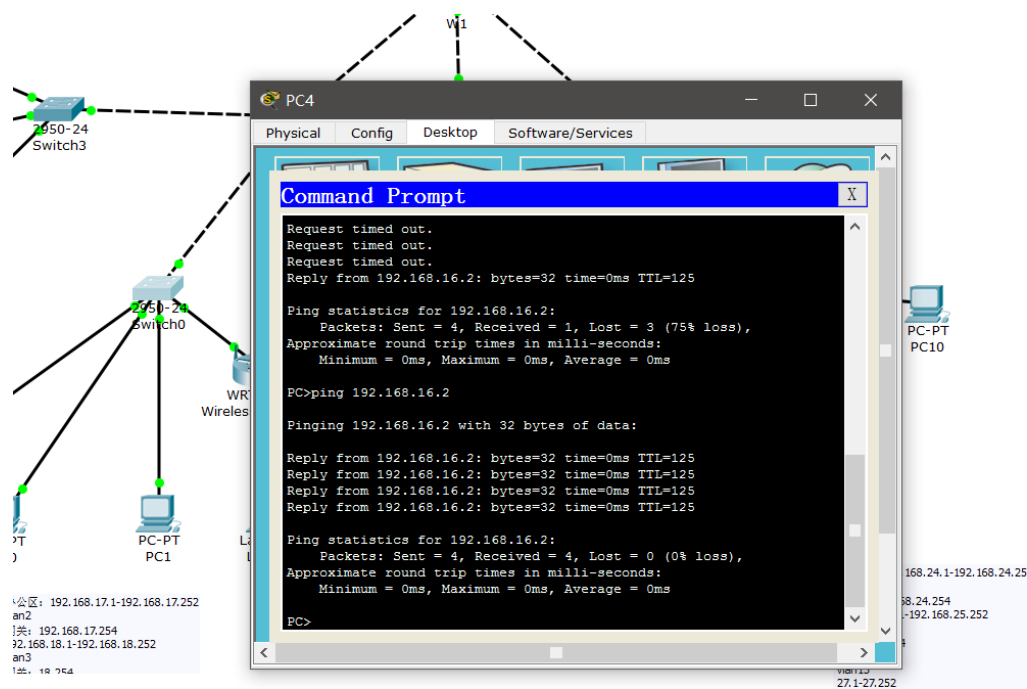 W1
2950-24
Switch3
PC4
Physical Config Desktop Software/Services
Command Prompt X
Request timed out.
Request timed out.
Request timed out.
Reply from 192.168.16.2: bytes=32 time=0ms TTL=125
Ping statistics for 192.168.16.2:
Packets: Sent = 4, Received = 1, Lost = 3 (75% loss),
Approximate round trip times in milli-seconds:
Minimum = 0ms, Maximum = 0ms, Average = 0ms
PC>ping 192.168.16.2
Pinging 192.168.16.2 with 32 bytes of data:
Reply from 192.168.16.2: bytes=32 time=0ms TTL=125
Reply from 192.168.16.2: bytes=32 time=0ms TTL=125
Reply from 192.168.16.2: bytes=32 time=0ms TTL=125
Reply from 192.168.16.2: bytes=32 time=0ms TTL=125
Ping statistics for 192.168.16.2:
Packets: Sent = 4, Received = 4, Lost = 0 (0% loss),
Approximate round trip times in milli-seconds:
Minimum = 0ms, Maximum = 0ms, Average = 0ms
PC>
2950-24
Switch0
WRT
Wireles
PC-PT
PC10
PT
PC-PT
PC1
公区: 192.168.17.1-192.168.17.252
an2
关: 192.168.17.254
92.168.18.1-192.168.18.252
an3
关: 18.254
168.24.1-192.168.24.25
58.24.254
-192.168.25.252
vlan15
27.1-27.252